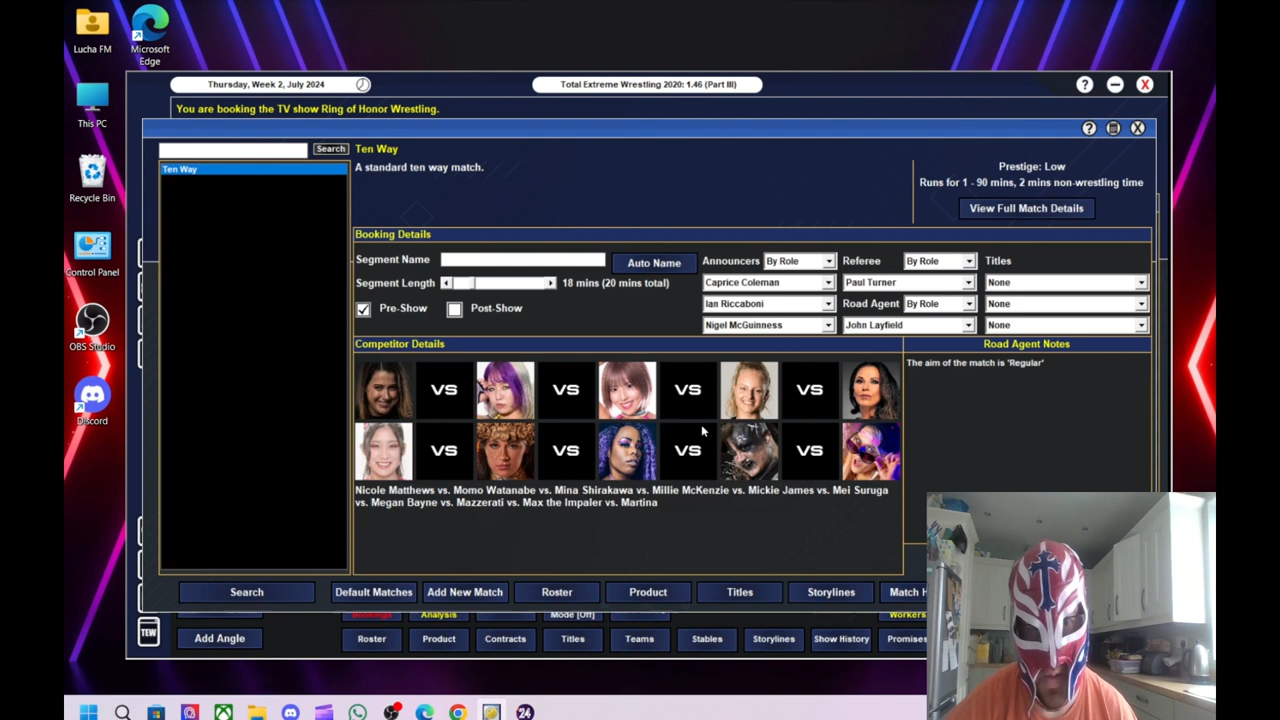 Lucha FM
Microsoft Edge
This PC
Recycle Bin
Control Panel
OBS Studio
Discord
Thursday, Week 2, July 2024
Total Extreme Wrestling 2020: 1.46 (Part III)
?
X
You are booking the TV show Ring of Honor Wrestling.
?
X
Search
Ten Way
Ten Way
A standard ten way match.
Prestige: Low
Runs for 1 - 90 mins, 2 mins non-wrestling time
View Full Match Details
Booking Details
Segment Name
Auto Name
Announcers By Role
Referee By Role
Titles
Segment Length
18 mins (20 mins total)
Caprice Coleman
Paul Turner
None
Pre-Show
Post-Show
Ian Riccaboni
Road Agent By Role
None
Nigel McGuinness
John Layfield
None
Competitor Details
Road Agent Notes
The aim of the match is 'Regular'
VS VS VS VS
VS VS VS VS
Nicole Matthews vs. Momo Watanabe vs. Mina Shirakawa vs. Millie McKenzie vs. Mickie James vs. Mei Suruga
vs. Megan Bayne vs. Mazzerati vs. Max the Impaler vs. Martina
Search
Default Matches
Add New Match
Roster
Product
Titles
Storylines
Match H
Bookings
Analysis
Mode [Off]
Workers
TEW
Add Angle
Roster
Product
Contracts
Titles
Teams
Stables
Storylines
Show History
Promises
24